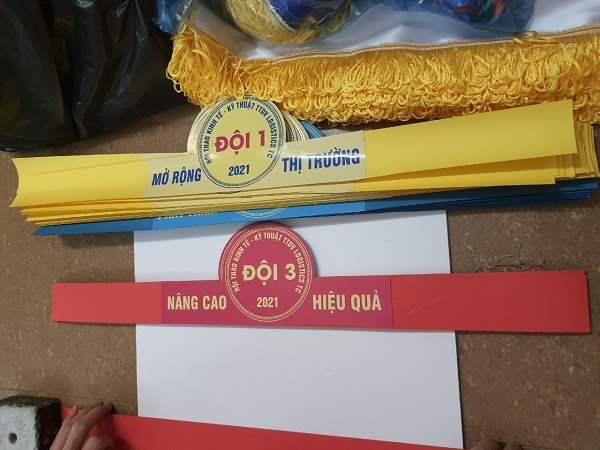 HỘI THAO KINH TẾ - KỸ THUẬT TTDV LOGISTICS TC
ĐỘI 1
2021
MỞ RỘNG THỊ TRƯỜNG
HỘI THAO KINH TẾ - KỸ THUẬT TTDV LOGISTICS TC
ĐỘI 3
2021
NÂNG CAO HIỆU QUẢ